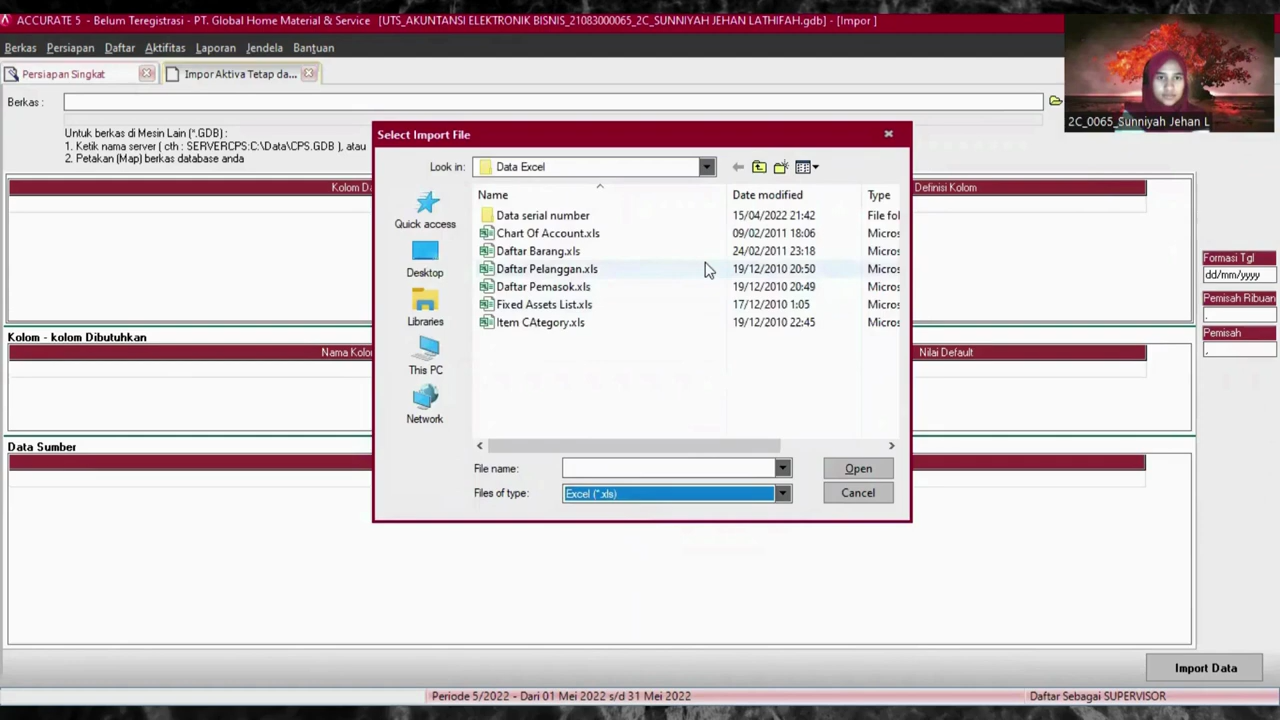 ACCURATE 5 - Belum Teregistrasi - PT. Global Home Material & Service [UTS_AKUNTANSI ELEKTRONIK BISNIS_21083000065_2C_SUNNIYAH JEHAN LATHIFAH.gdb] - [Impor ]
Berkas Persiapan Daftar Aktifitas Laporan Jendela Bantuan
Persiapan Singkat
Impor Aktiva Tetap da...
Berkas :
Untuk berkas di Mesin Lain (*.GDB) :
1. Ketik nama server ( cth : SERVERCPS:C:\Data\CPS.GDB ), atau
2. Petakan (Map) berkas database anda
2C_0065_Sunniyah Jehan L
Kolom Da
Definisi Kolom
Select Import File
Look in:
Data Excel
Name Date modified Type
Data serial number 15/04/2022 21:42 File fol
Chart Of Account.xls 09/02/2011 18:06 Micros
Daftar Barang.xls 24/02/2011 23:18 Micros
Daftar Pelanggan.xls 19/12/2010 20:50 Micros
Daftar Pemasok.xls 19/12/2010 20:49 Micros
Fixed Assets List.xls 17/12/2010 1:05 Micros
Item CAtegory.xls 19/12/2010 22:45 Micros
Quick access
Desktop
Libraries
This PC
Network
File name:
Open
Files of type:
Excel (*.xls)
Cancel
Formasi Tgl
dd/mm/yyyy
Pemisah Ribuan
.
Pemisah
,
Kolom - kolom Dibutuhkan
Nama Kolo
Nilai Default
Data Sumber
Import Data
Periode 5/2022 - Dari 01 Mei 2022 s/d 31 Mei 2022
Daftar Sebagai SUPERVISOR